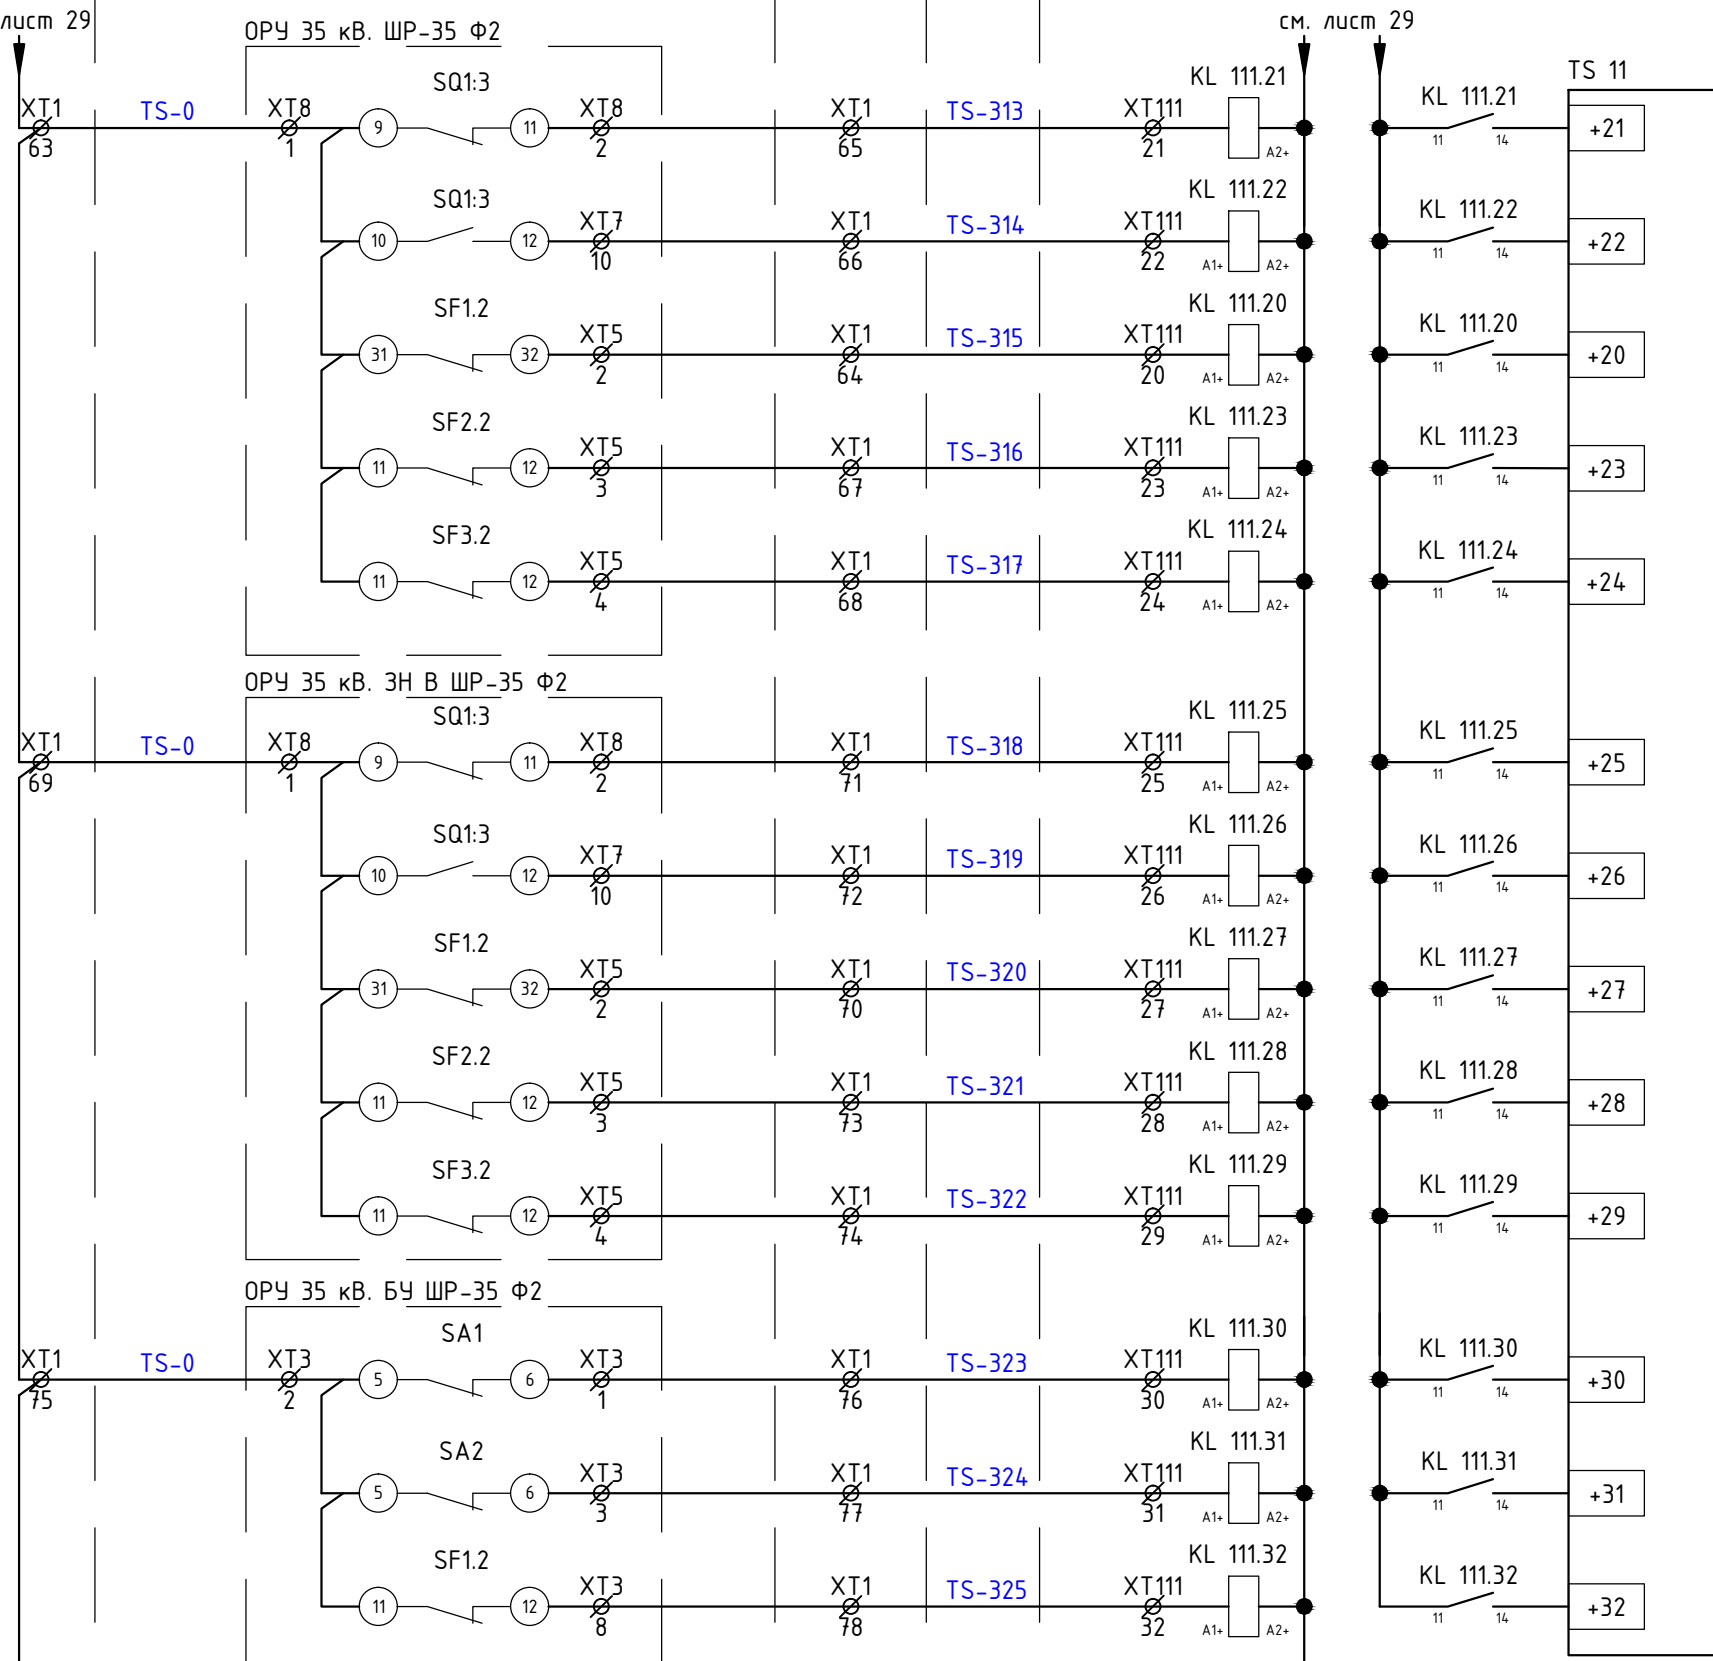 лист 29
см. лист 29
ОРУ 35 кВ. ШР-35 Ф2
TS 11
XT1 63 TS-0 XT8 1 SQ1:3 9 11 XT8 2 XT1 65 TS-313 XT111 21 KL 111.21 A2+ KL 111.21 11 14 +21
SQ1:3 10 12 XT7 10 XT1 66 TS-314 XT111 22 KL 111.22 A1+ A2+ KL 111.22 11 14 +22
SF1.2 31 32 XT5 2 XT1 64 TS-315 XT111 20 KL 111.20 A1+ A2+ KL 111.20 11 14 +20
SF2.2 11 12 XT5 3 XT1 67 TS-316 XT111 23 KL 111.23 A1+ A2+ KL 111.23 11 14 +23
SF3.2 11 12 XT5 4 XT1 68 TS-317 XT111 24 KL 111.24 A1+ A2+ KL 111.24 11 14 +24
ОРУ 35 кВ. ЗН В ШР-35 Ф2
XT1 69 TS-0 XT8 1 SQ1:3 9 11 XT8 2 XT1 71 TS-318 XT111 25 KL 111.25 A1+ A2+ KL 111.25 11 14 +25
SQ1:3 10 12 XT7 10 XT1 72 TS-319 XT111 26 KL 111.26 A1+ A2+ KL 111.26 11 14 +26
SF1.2 31 32 XT5 2 XT1 70 TS-320 XT111 27 KL 111.27 A1+ A2+ KL 111.27 11 14 +27
SF2.2 11 12 XT5 3 XT1 73 TS-321 XT111 28 KL 111.28 A1+ A2+ KL 111.28 11 14 +28
SF3.2 11 12 XT5 4 XT1 74 TS-322 XT111 29 KL 111.29 A1+ A2+ KL 111.29 11 14 +29
ОРУ 35 кВ. БУ ШР-35 Ф2
XT1 75 TS-0 XT3 2 SA1 5 6 XT3 1 XT1 76 TS-323 XT111 30 KL 111.30 A1+ A2+ KL 111.30 11 14 +30
SA2 5 6 XT3 3 XT1 77 TS-324 XT111 31 KL 111.31 A1+ A2+ KL 111.31 11 14 +31
SF1.2 11 12 XT3 8 XT1 78 TS-325 XT111 32 KL 111.32 A1+ A2+ KL 111.32 11 14 +32